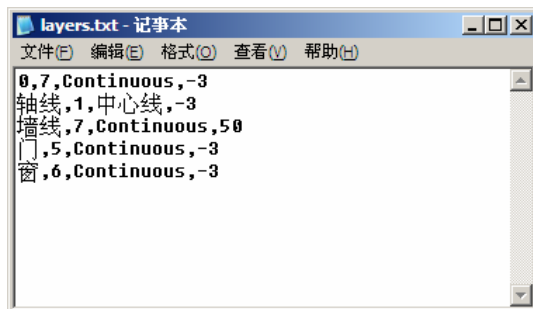 layers.txt - 记事本
文件(F) 编辑(E) 格式(O) 查看(V) 帮助(H)
0,7,Continuous,-3
轴线,1,中心线,-3
墙线,7,Continuous,50
门,5,Continuous,-3
窗,6,Continuous,-3